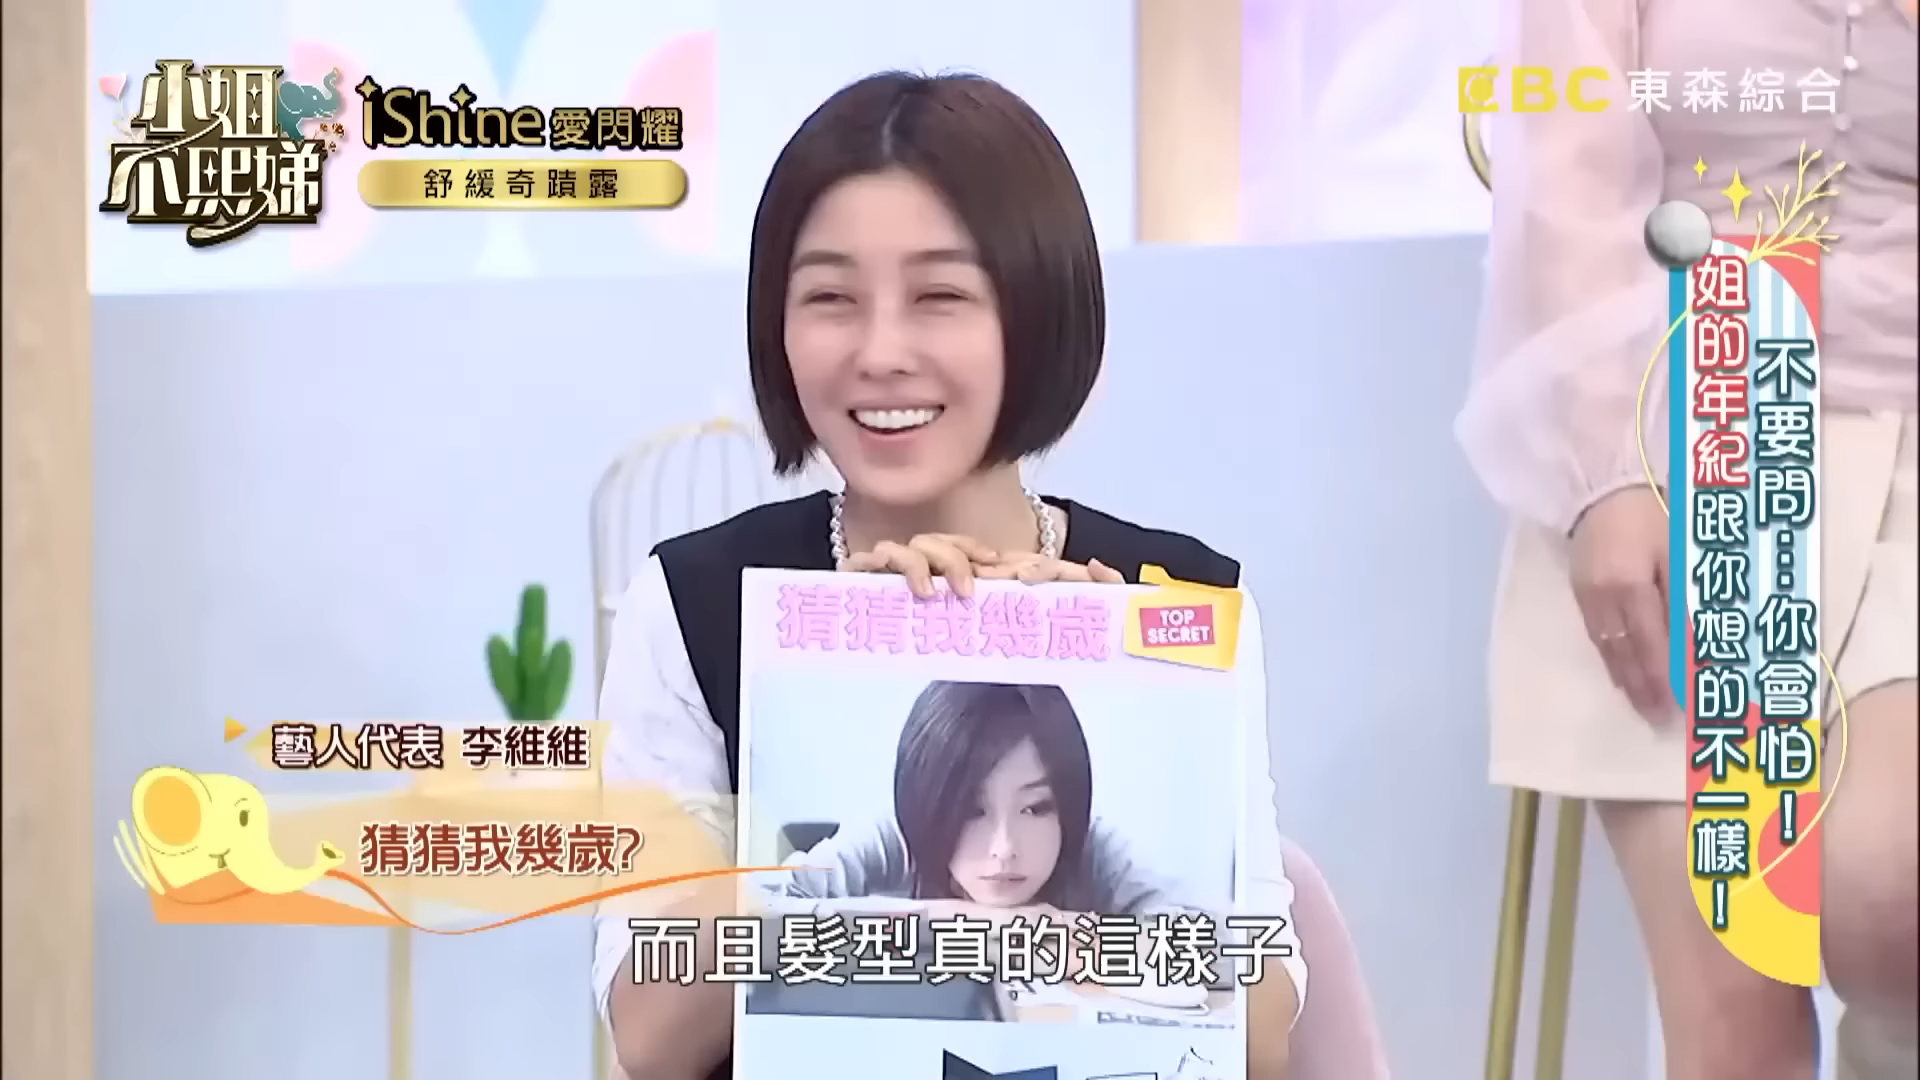 小姐不熙娣
iShine愛閃耀
舒緩奇蹟露
EBC 東森綜合
不要問...你會怕！
姐的年紀跟你想的不一樣！
猜猜我幾歲
TOP
SECRET
藝人代表 李維維
猜猜我幾歲?
而且髮型真的這樣子